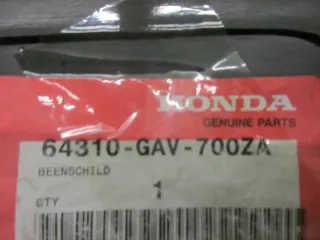 HONDA
GENUINE PARTS
64310-GAV-700ZA
BEENSCHILD
1
QTY